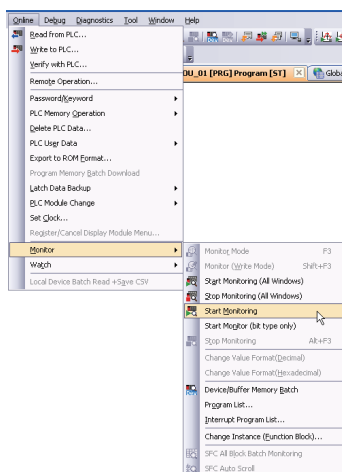 Online Debug Diagnostics Tool Window Help
Read from PLC...
Write to PLC...
Verify with PLC...
OU_01 [PRG] Program [ST] Globa
Remote Operation...
Password/Keyword
PLC Memory Operation
Delete PLC Data...
PLC User Data
Export to ROM Format...
Program Memory Batch Download
Latch Data Backup
PLC Module Change
Set Clock...
Register/Cancel Display Module Menu...
Monitor
Watch
Local Device Batch Read +Save CSV
Monitor Mode F3
Monitor (Write Mode) Shift+F3
Start Monitoring (All Windows)
Stop Monitoring (All Windows)
Start Monitoring
Start Monitor (bit type only)
Stop Monitoring Alt+F3
Change Value Format(Decimal)
Change Value Format(Hexadecimal)
Device/Buffer Memory Batch
Program List...
Interrupt Program List...
Change Instance (Function Block)...
SFC All Block Batch Monitoring
SFC Auto Scroll